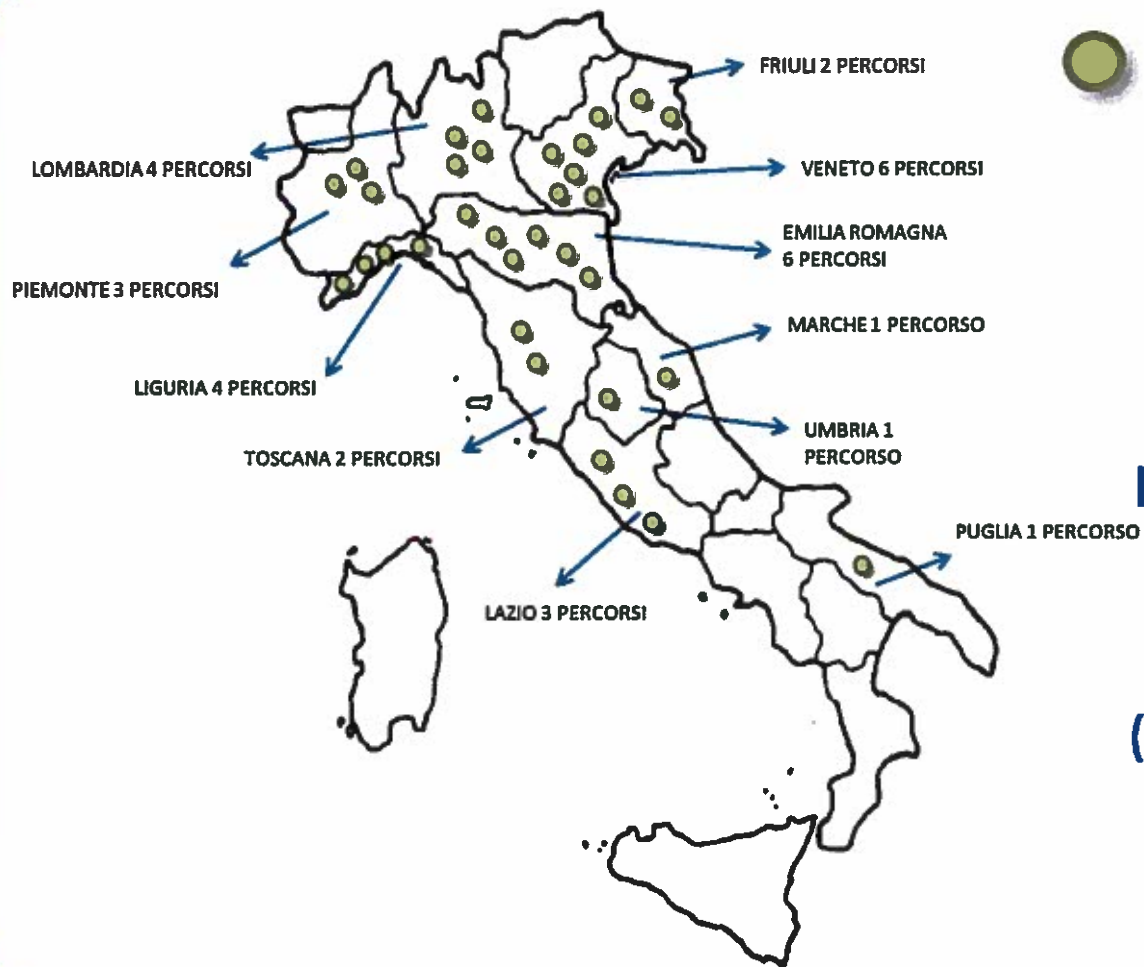 FRIULI 2 PERCORSI
LOMBARDIA 4 PERCORSI
VENETO 6 PERCORSI
EMILIA ROMAGNA
6 PERCORSI
PIEMONTE 3 PERCORSI
MARCHE 1 PERCORSO
LIGURIA 4 PERCORSI
UMBRIA 1
PERCORSO
TOSCANA 2 PERCORSI
PUGLIA 1 PERCORSO
LAZIO 3 PERCORSI
(